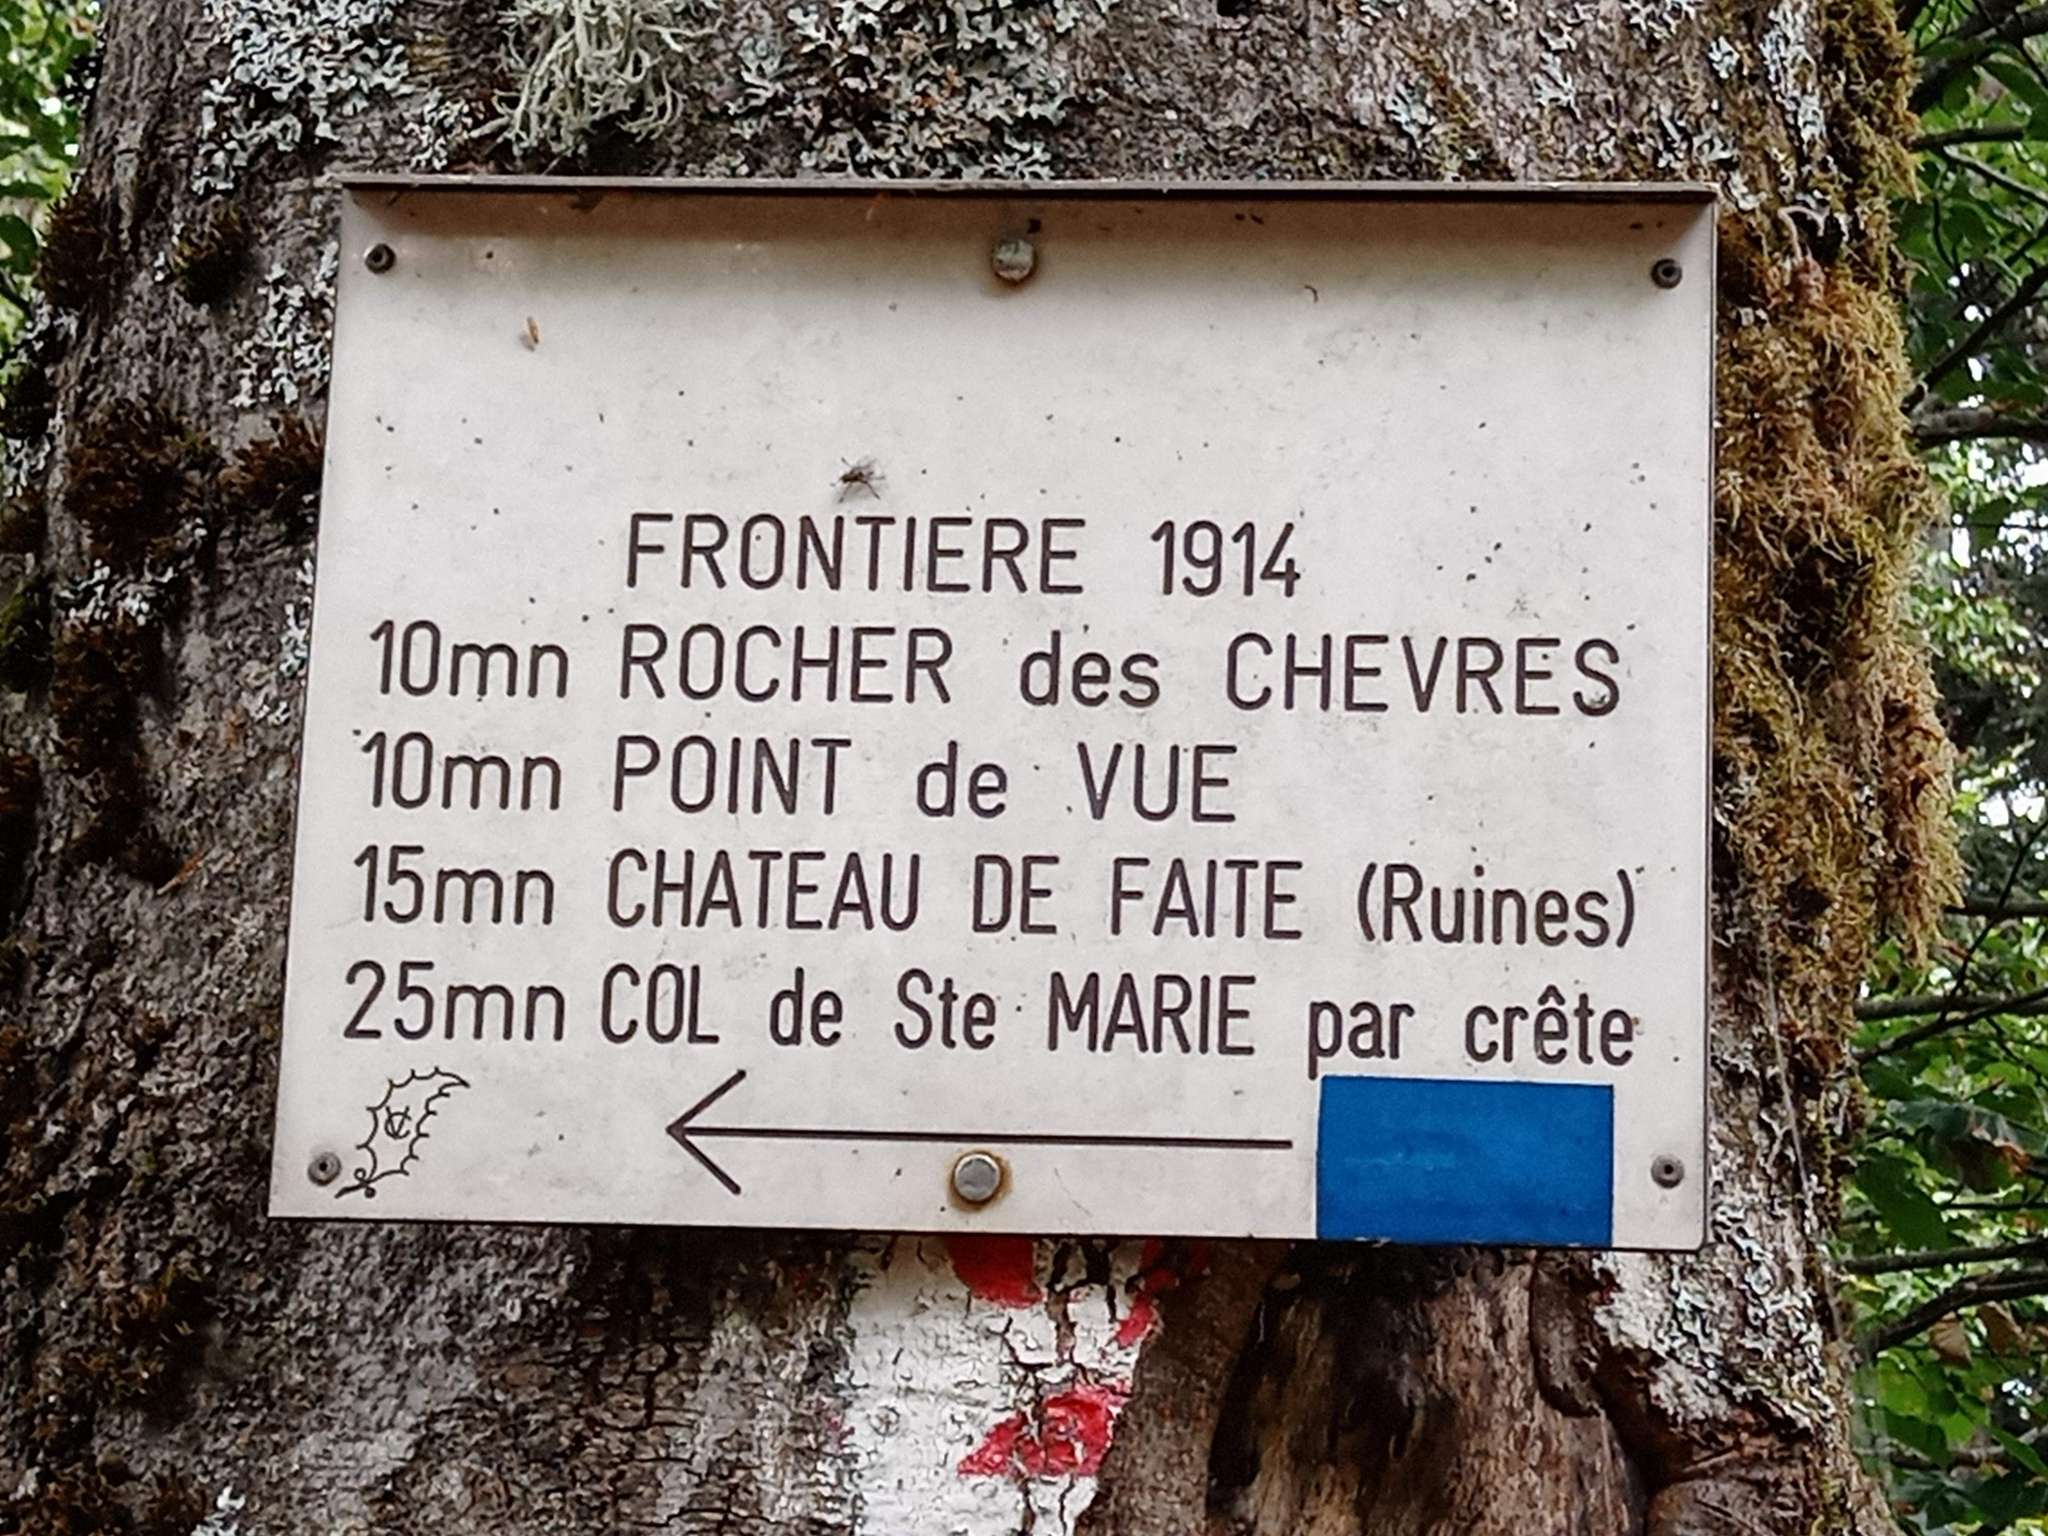 FRONTIERE 1914
10mn ROCHER des CHEVRES
10mn POINT de VUE
15mn CHATEAU DE FAITE (Ruines)
25mn COL de Ste MARIE par crête